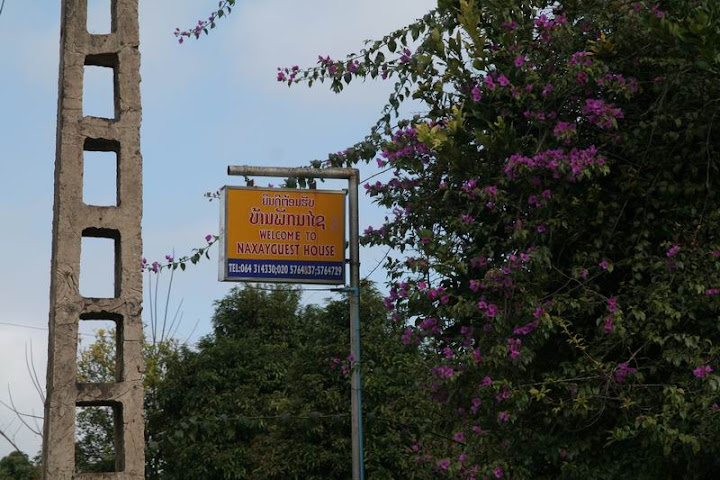 ຍິນດີຕ້ອນຮັບ
ບ້ານພັກນາໄຊ
WELCOME TO
NAXAYGUEST HOUSE
TEL:064 314330;020 5764837;5764729